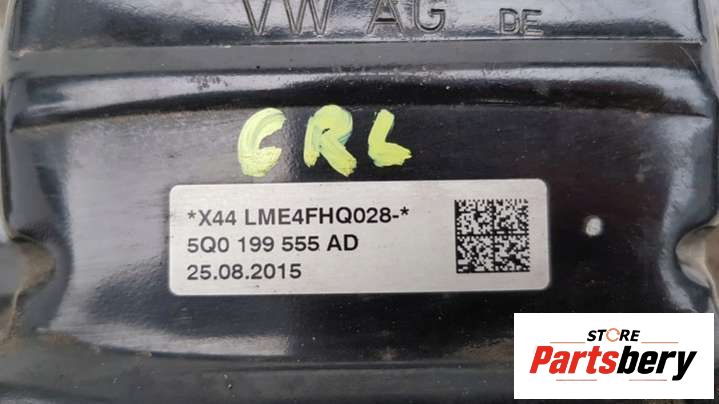 VW AG DE
CRL
*X44 LME4FHQ028-*
5Q0 199 555 AD
25.08.2015
STORE
Partsbery